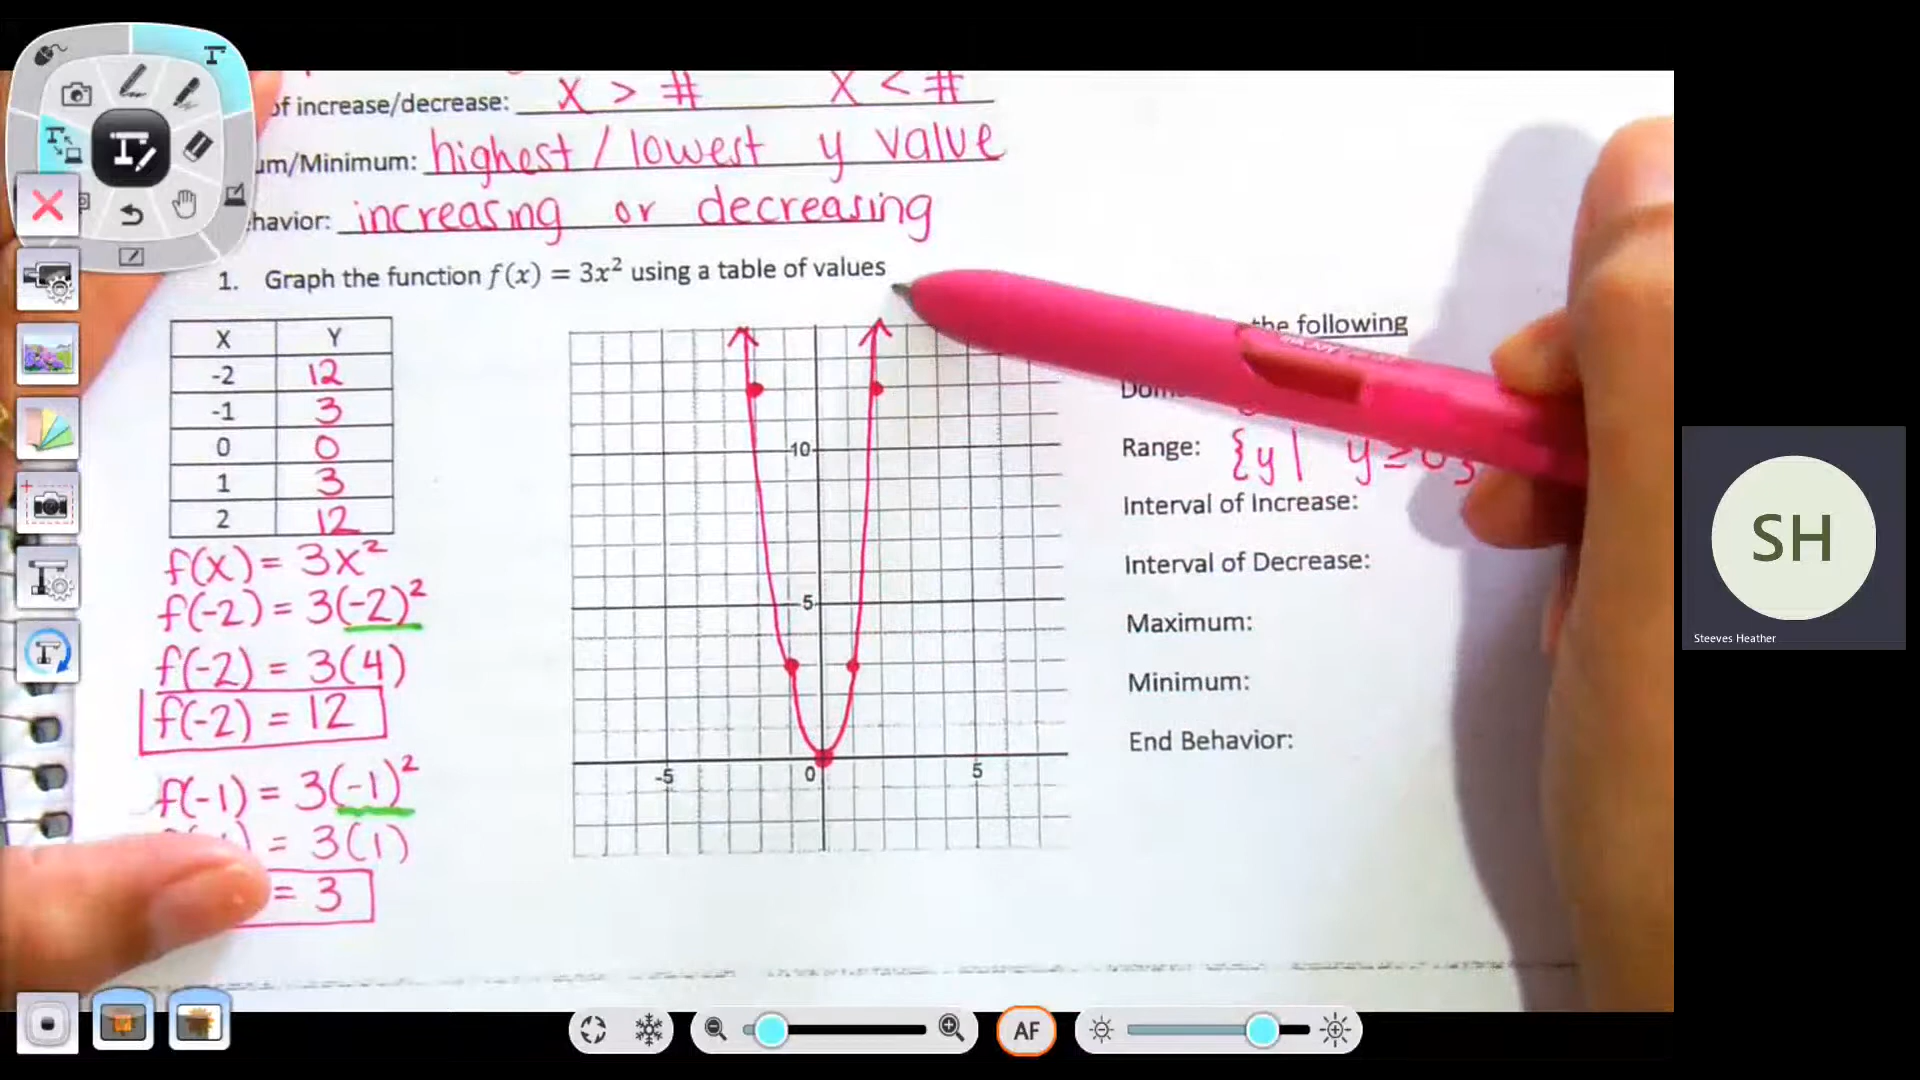 of increase/decrease: x > # x < #
um/Minimum: highest / lowest y value
havior: increasing or decreasing
1. Graph the function f(x) = 3x² using a table of values
the following
X Y
-2 12
-1 3
0 0
1 3
2 12
f(x) = 3x²
f(-2) = 3(-2)²
f(-2) = 3(4)
f(-2) = 12
f(-1) = 3(-1)²
= 3(1)
= 3
10
5
-5 0 5
Range: {y| y≥0}
Interval of Increase:
Interval of Decrease:
Maximum:
Minimum:
End Behavior:
SH
Steeves Heather
AF